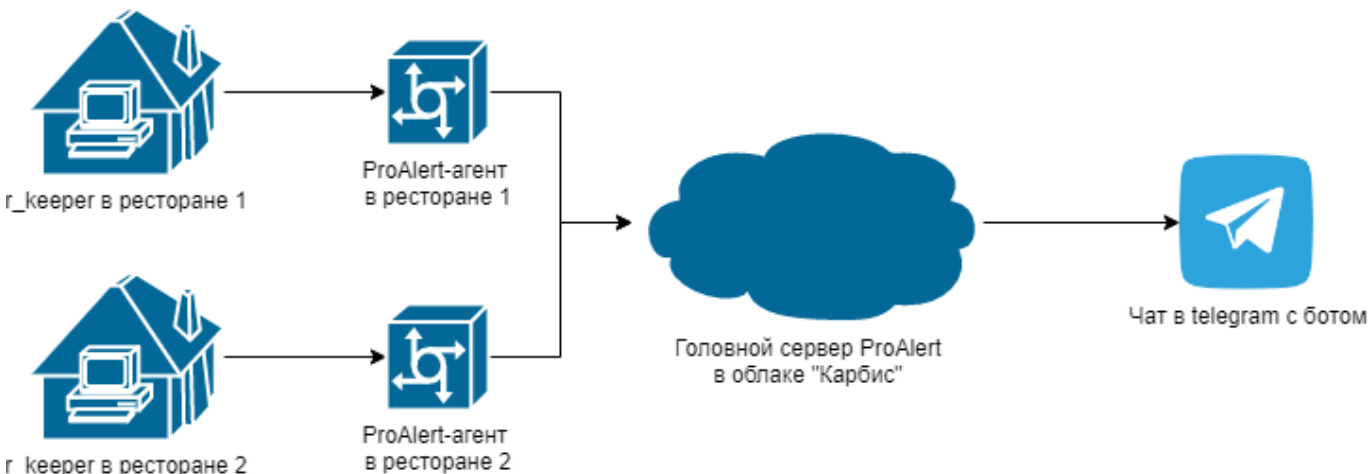 r_keeper в ресторане 1
ProAlert-агент
в ресторане 1
Головной сервер ProAlert
в облаке "Карбис"
Чат в telegram с ботом
r_keeper в ресторане 2
ProAlert-агент
в ресторане 2